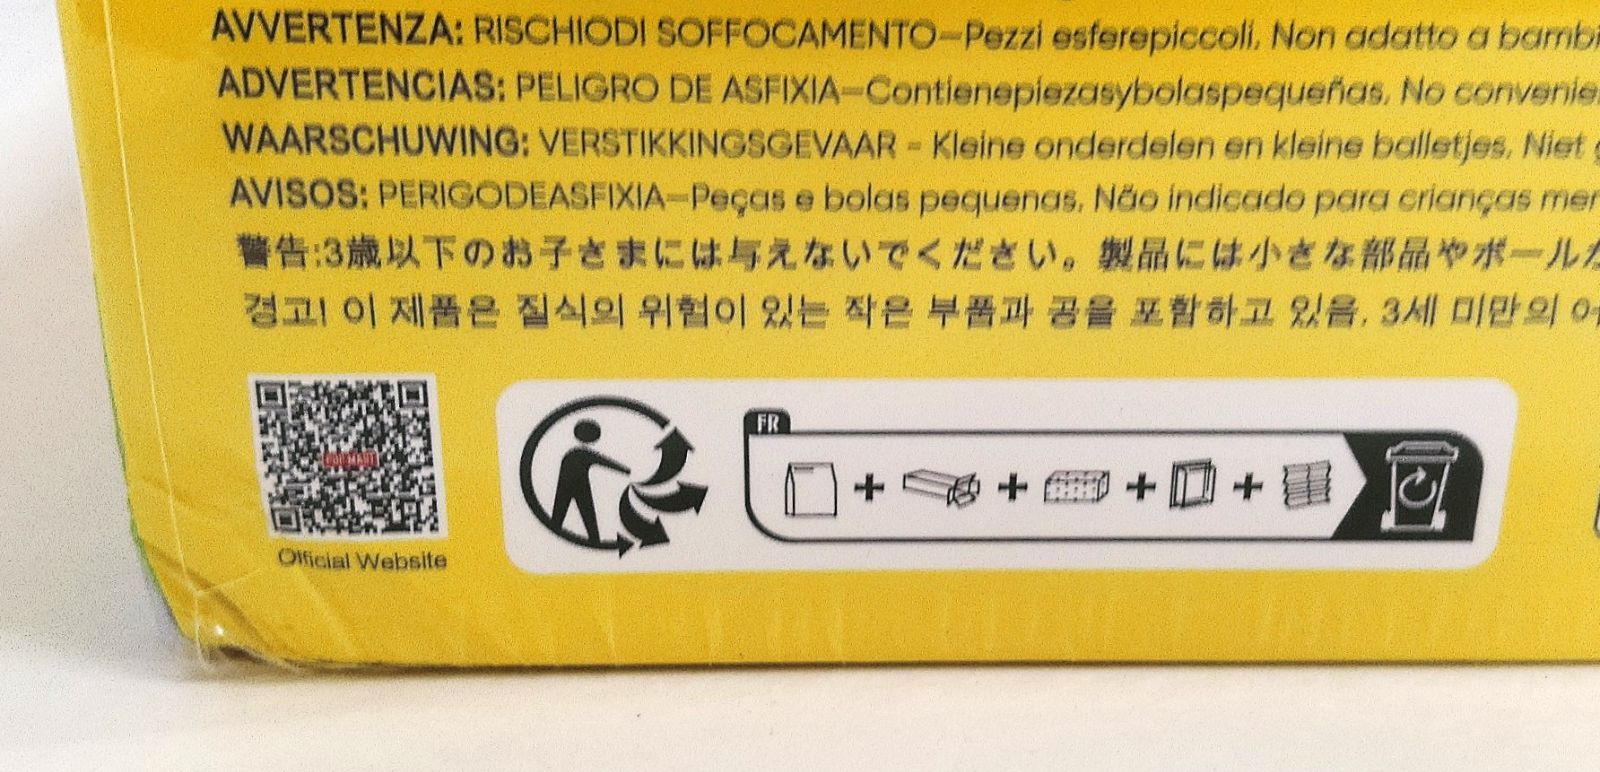 AVVERTENZA: RISCHIODI SOFFOCAMENTO—Pezzi esferepiccoli. Non adatto a bambi
ADVERTENCIAS: PELIGRO DE ASFIXIA—Contienepiezasybolaspequeñas. No convenie
WAARSCHUWING: VERSTIKKINGSGEVAAR - Kleine onderdelen en kleine balletjes. Niet g
AVISOS: PERIGODEASFIXIA—Peças e bolas pequenas. Não indicado para crianças mer
警告:3歳以下のお子さまには与えないでください。製品には小さな部品やボールが
경고! 이 제품은 질식의 위험이 있는 작은 부품과 공을 포함하고 있음. 3세 미만의 어
POP MART
Official Website
FR